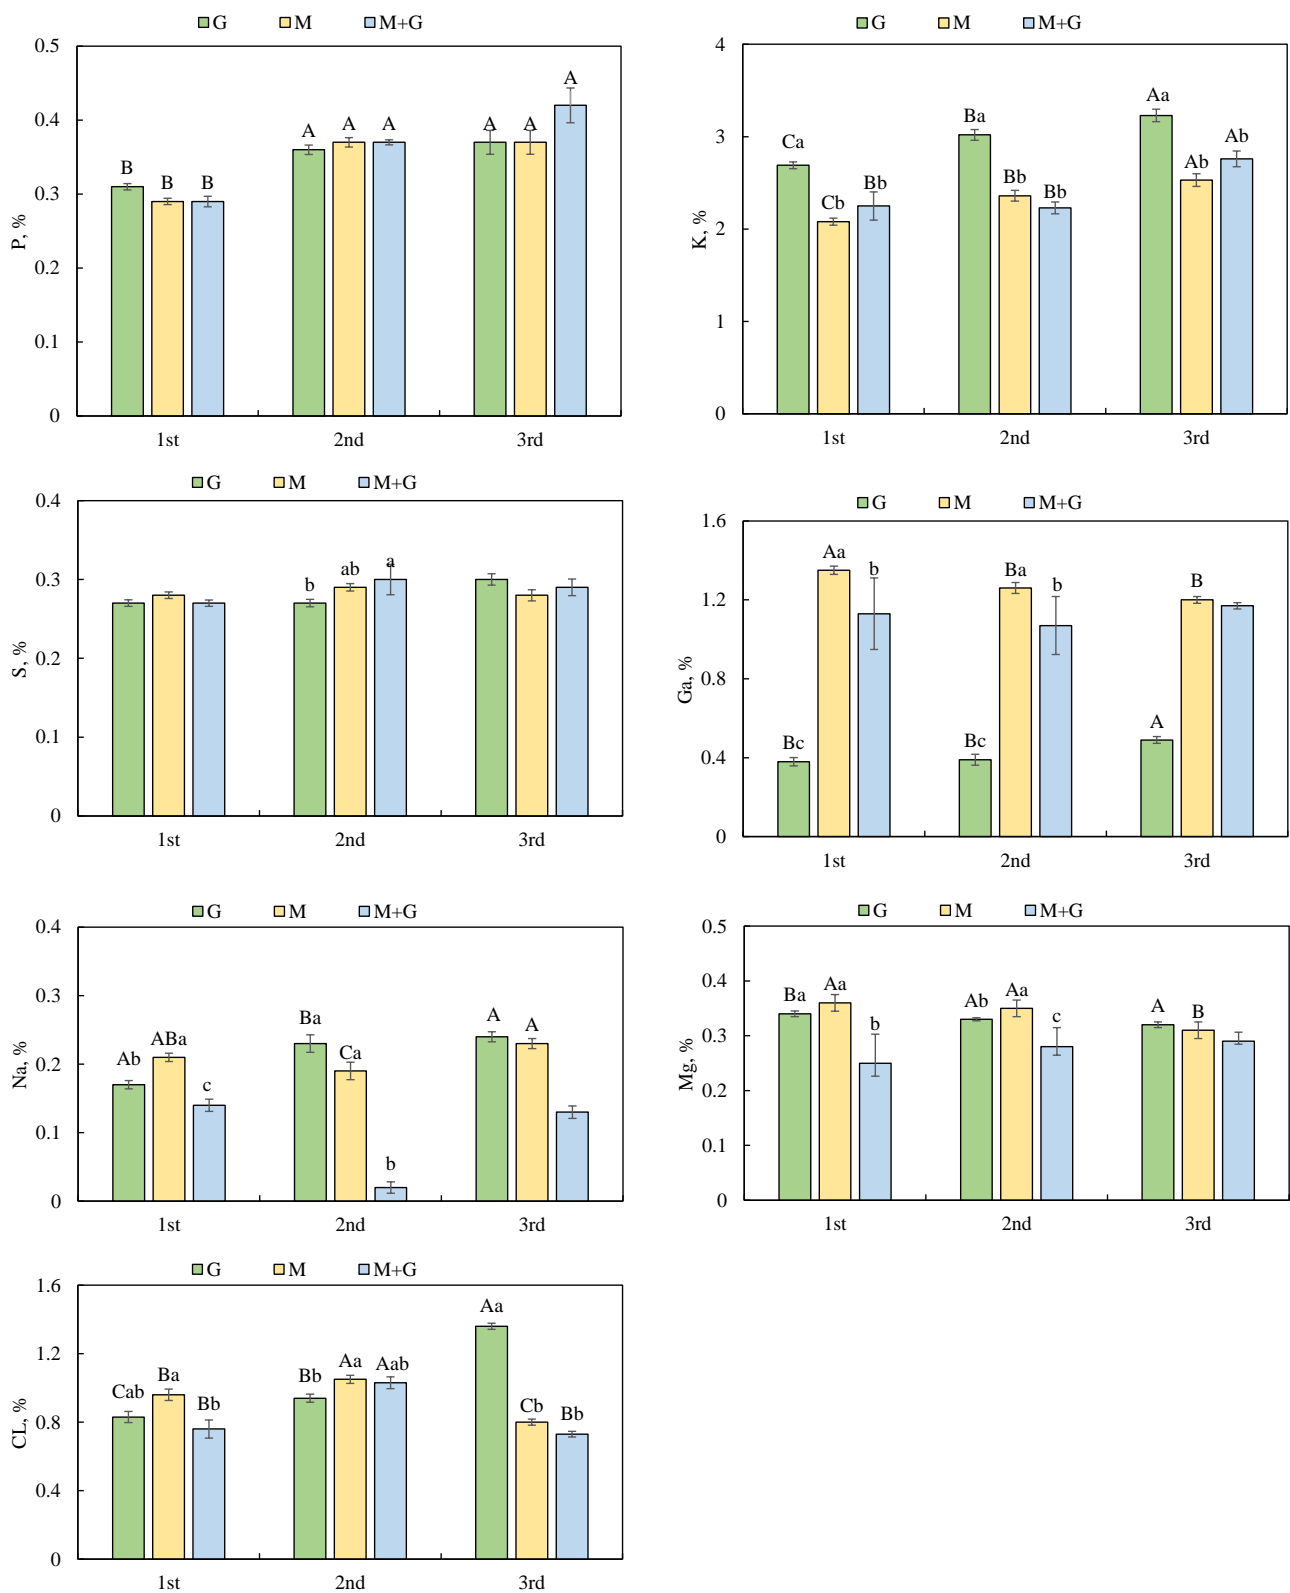 G M M+G
0.5
0.4
0.3
0.2
0.1
0
P, %
B B B
A A A
A A A
1st 2nd 3rd
G M M+G
4
3
2
1
0
K, %
Ca Cb Bb
Ba Bb Bb
Aa Ab Ab
1st 2nd 3rd
G M M+G
0.4
0.3
0.2
0.1
0
S, %
b ab a
1st 2nd 3rd
G M M+G
1.6
1.2
0.8
0.4
0
Ga, %
Bc Aa b
Bc Ba b
A B
1st 2nd 3rd
G M M+G
0.4
0.3
0.2
0.1
0
Na, %
Ab ABa c
Ba Ca b
A A
1st 2nd 3rd
G M M+G
0.5
0.4
0.3
0.2
0.1
0
Mg, %
Ba Aa b
Ab Aa c
A B
1st 2nd 3rd
G M M+G
1.6
1.2
0.8
0.4
0
CL, %
Cab Ba Bb
Bb Aa Aab
Aa Cb Bb
1st 2nd 3rd